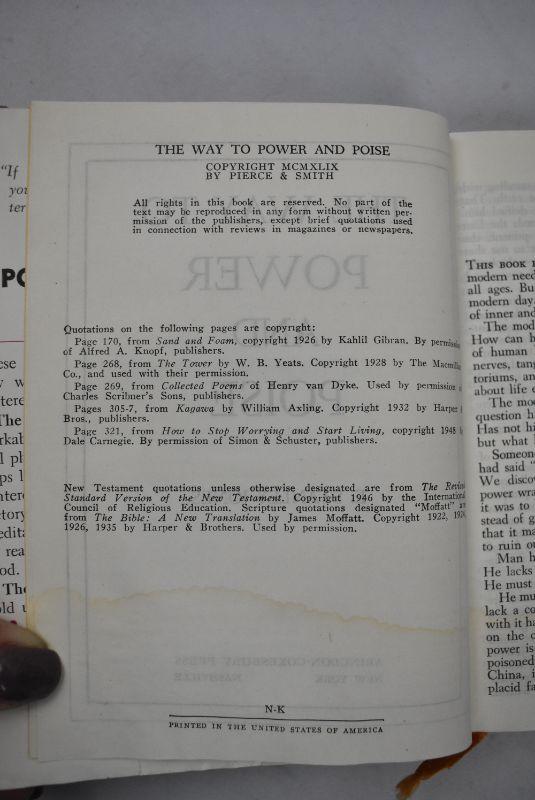 THE WAY TO POWER AND POISE
COPYRIGHT MCMXLIX
BY PIERCE & SMITH
All rights in this book are reserved. No part of the
text may be reproduced in any form without written per-
mission of the publishers, except brief quotations used
in connection with reviews in magazines or newspapers.
Quotations on the following pages are copyright:
Page 170, from Sand and Foam, copyright 1926 by Kahlil Gibran. By permission
of Alfred A. Knopf, publishers.
Page 268, from The Tower by W. B. Yeats. Copyright 1928 by The Macmillan
Co., and used with their permission.
Page 269, from Collected Poems of Henry van Dyke. Used by permission
Charles Scribner's Sons, publishers.
Pages 305-7, from Kagawa by William Axling. Copyright 1932 by Harper
Bros., publishers.
Page 321, from How to Stop Worrying and Start Living, copyright 1948
Dale Carnegie. By permission of Simon & Schuster, publishers.
New Testament quotations unless otherwise designated are from The Revised
Standard Version of the New Testament. Copyright 1946 by the International
Council of Religious Education. Scripture quotations designated "Moffatt"
from The Bible: A New Translation by James Moffatt. Copyright 1922, 1924,
1926, 1935 by Harper & Brothers. Used by permission.
N-K
PRINTED IN THE UNITED STATES OF AMERICA
THIS BOOK
modern need
all ages. Bu
modern day
of inner and
The mod
How can h
of human
nerves, tang
toriums, and
about life
The mod
question h
Has not hi
but what
Someon
had said "
We disco
power wra
it was to
stead of g
that it ma
to ruin ou
Man h
He lacks
He must
He mu
lack a co
with it ha
on the
power is
poisoned
China, i
placid fa
"If
you
ter
PO